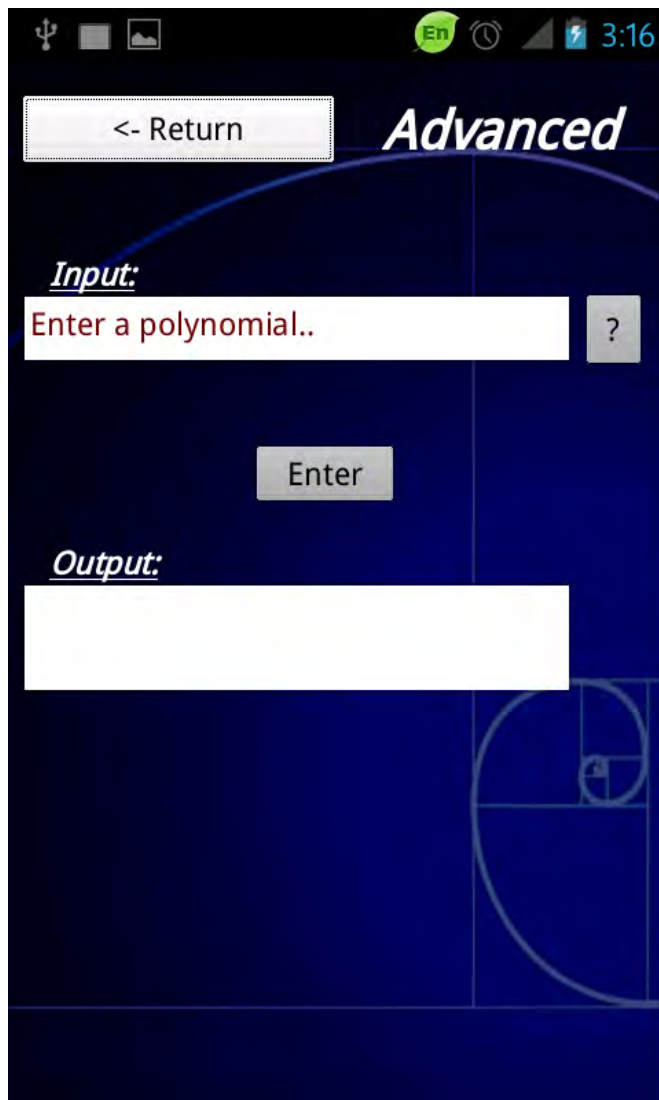 En 3:16
<- Return Advanced
Input:
Enter a polynomial..
?
Enter
Output: